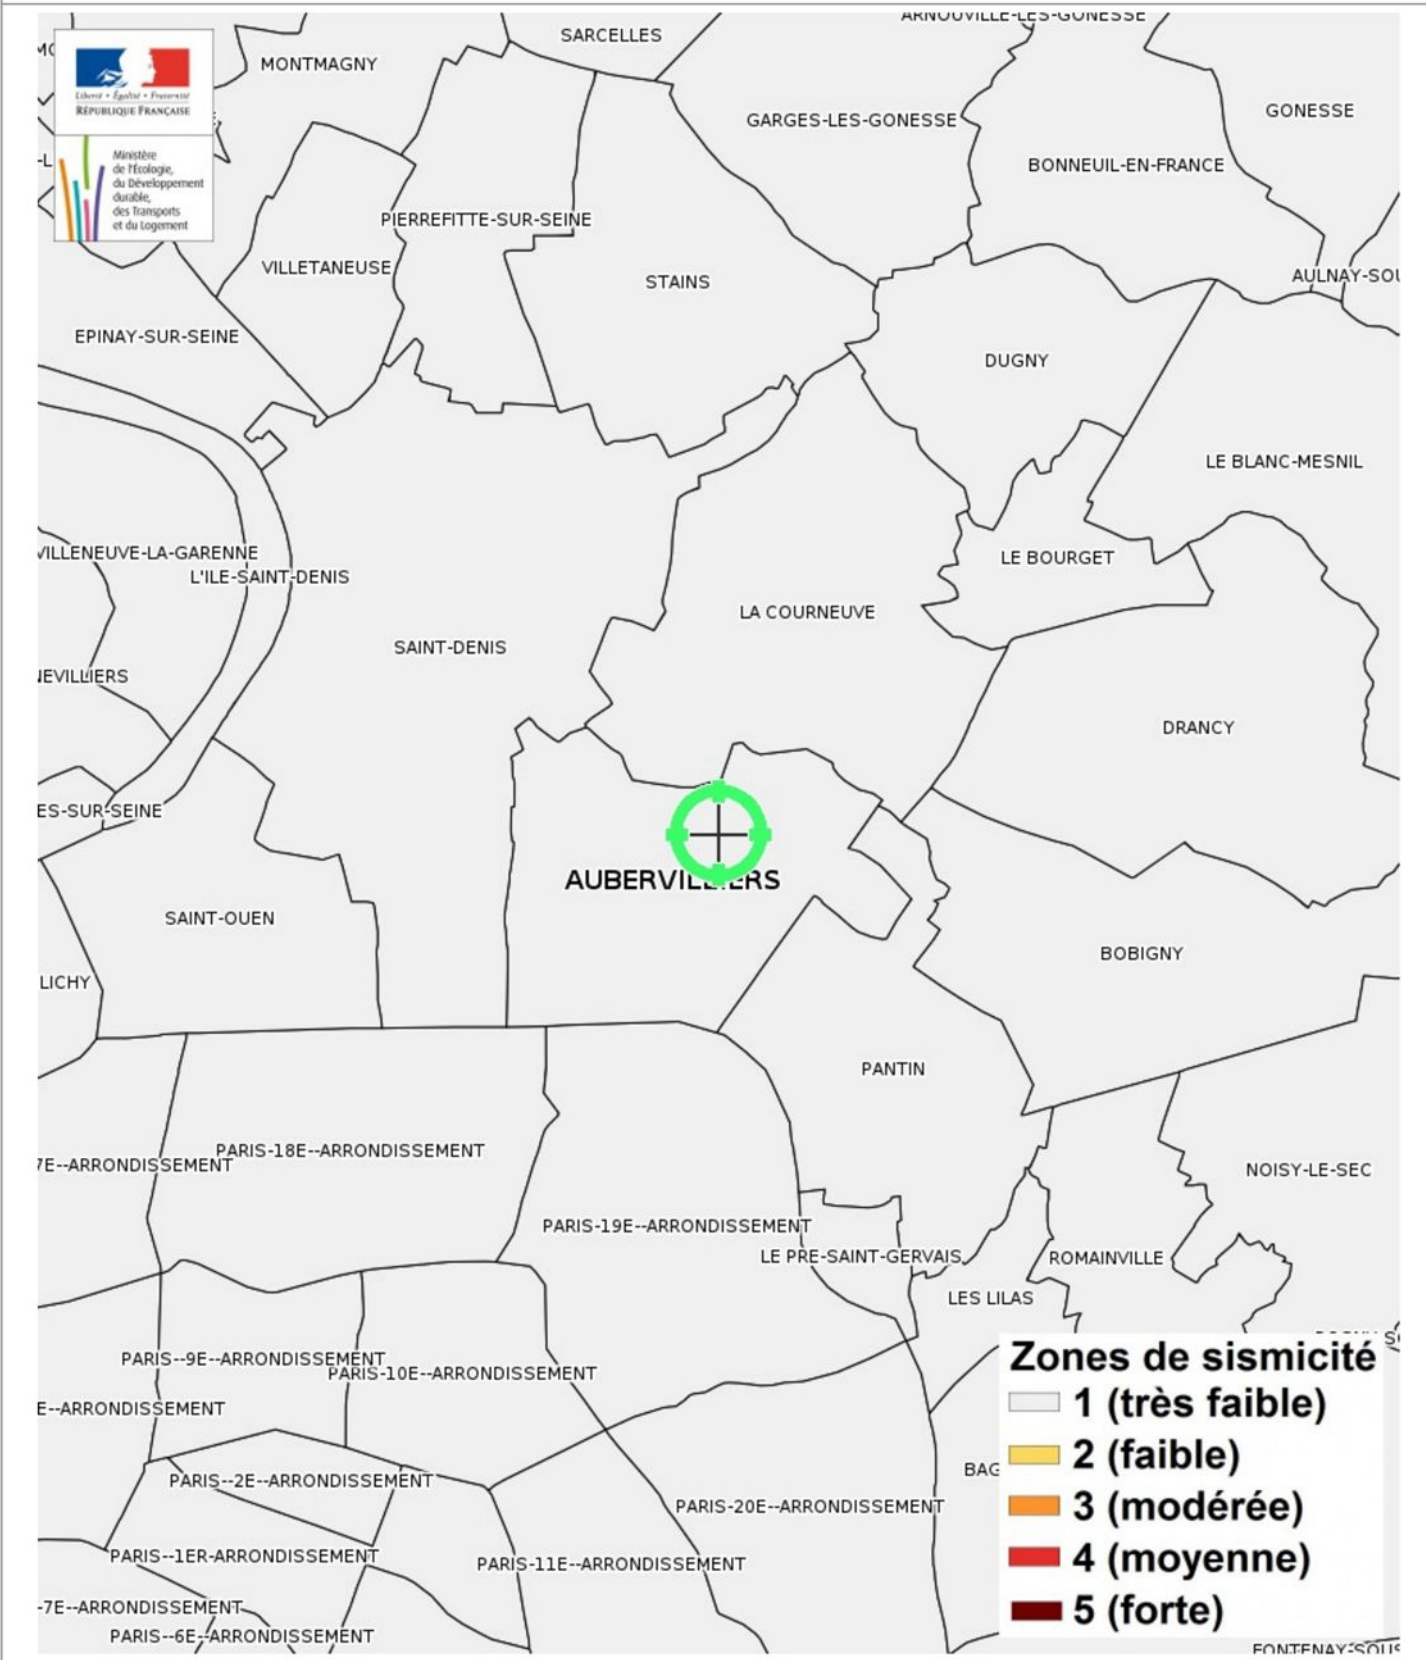 ARNOUVILLE-LES-GONESSE
SARCELLES
MONTMAGNY
Liberté • Égalité • Fraternité
RÉPUBLIQUE FRANÇAISE
GONESSE
GARGES-LES-GONESSE
BONNEUIL-EN-FRANCE
Ministère
de l'Écologie,
du Développement
durable,
des Transports
et du Logement
PIERREFITTE-SUR-SEINE
VILLETANEUSE
AULNAY-SOU
STAINS
EPINAY-SUR-SEINE
DUGNY
LE BLANC-MESNIL
VILLENEUVE-LA-GARENNE
LE BOURGET
L'ILE-SAINT-DENIS
LA COURNEUVE
SAINT-DENIS
NEVILLIERS
DRANCY
ES-SUR-SEINE
AUBERVILLIERS
SAINT-OUEN
BOBIGNY
LICHY
PANTIN
PARIS-18E--ARRONDISSEMENT
7E--ARRONDISSEMENT
NOISY-LE-SEC
PARIS-19E--ARRONDISSEMENT
LE PRE-SAINT-GERVAIS
ROMAINVILLE
LES LILAS
PARIS--9E--ARRONDISSEMENT
PARIS-10E--ARRONDISSEMENT
E--ARRONDISSEMENT
Zones de sismicité
1 (très faible)
2 (faible)
3 (modérée)
4 (moyenne)
5 (forte)
BAG
PARIS--2E--ARRONDISSEMENT
PARIS-20E--ARRONDISSEMENT
PARIS--1ER-ARRONDISSEMENT
PARIS-11E--ARRONDISSEMENT
-7E--ARRONDISSEMENT
PARIS--6E--ARRONDISSEMENT
FONTENAY-SOUS